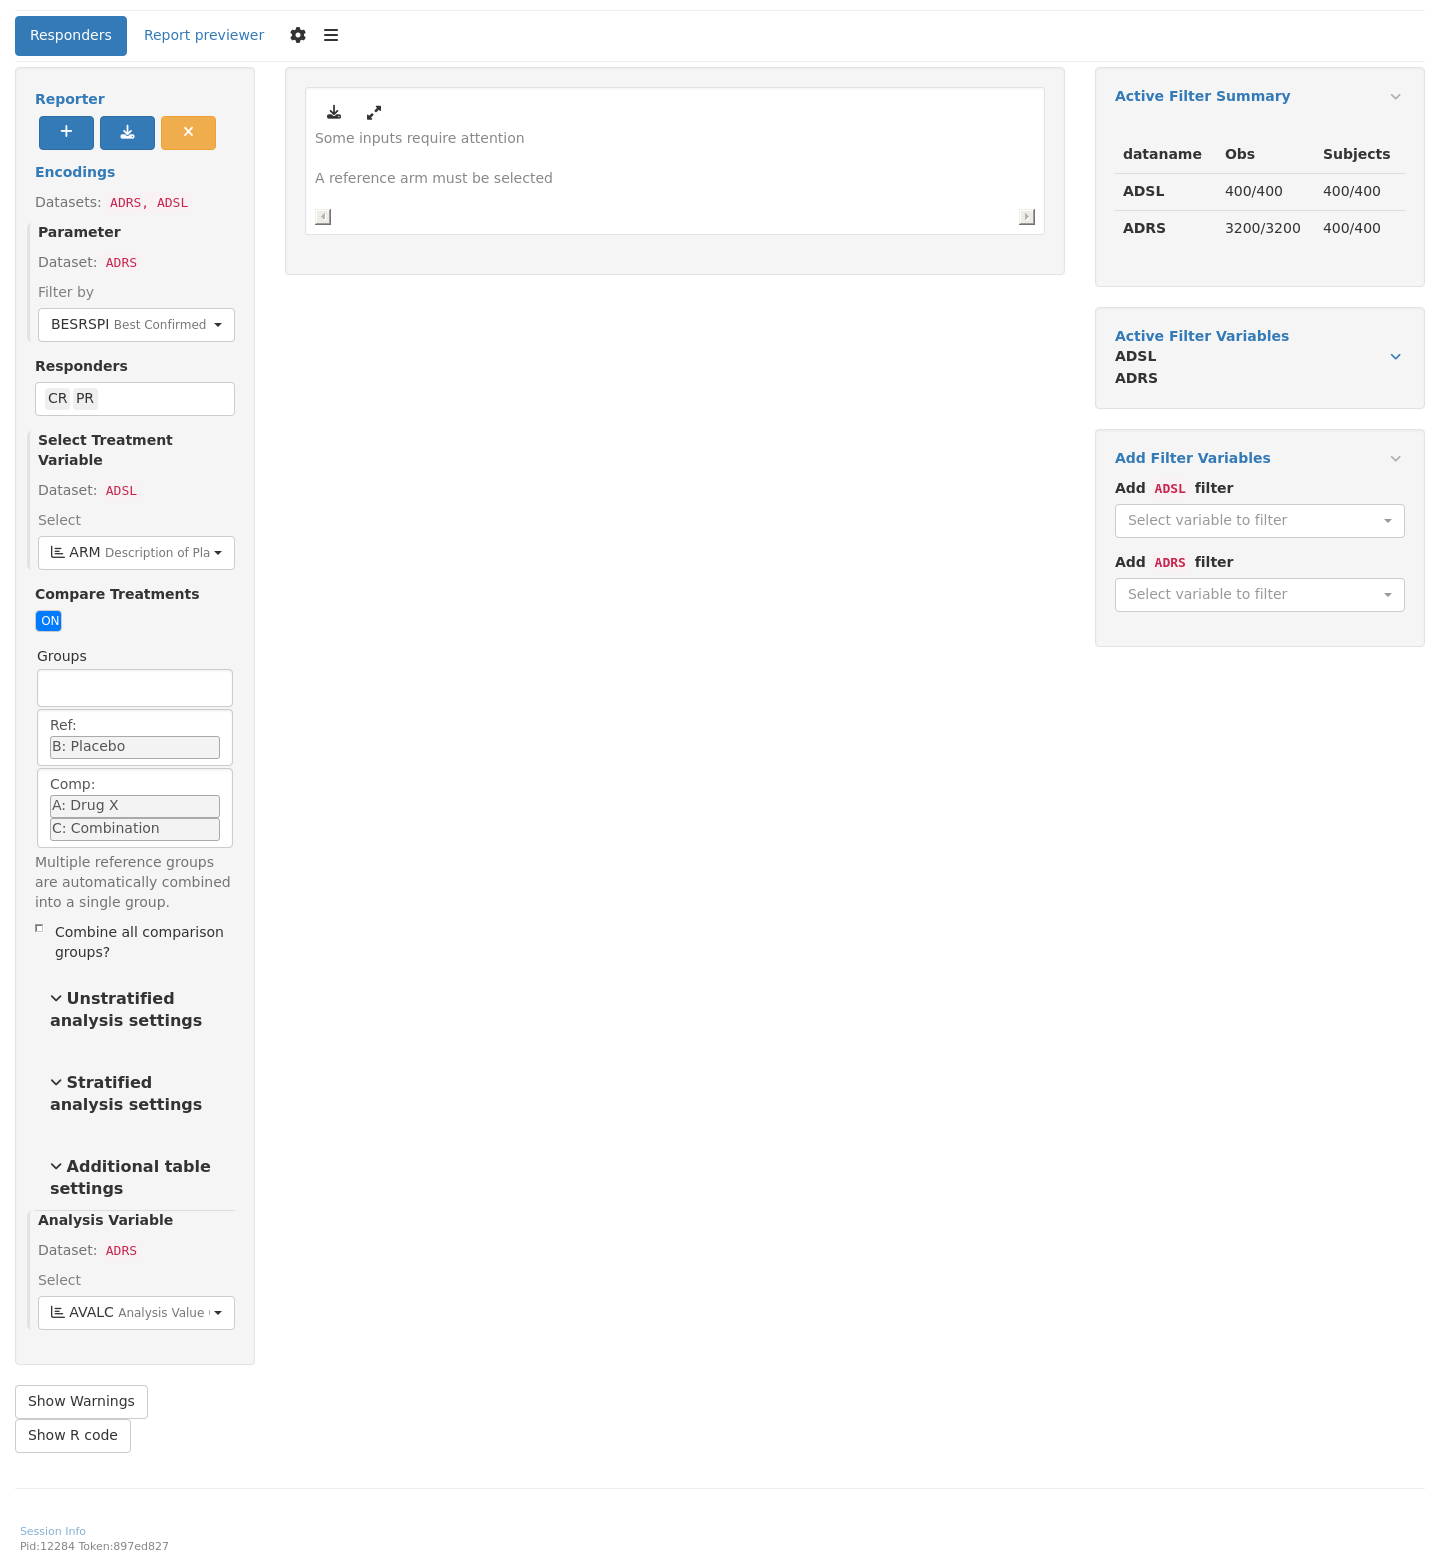 Responders
Report previewer
Reporter
Encodings
Datasets: ADRS, ADSL
Parameter
Dataset: ADRS
Filter by
BESRSPI Best Confirmed
Responders
CR PR
Select Treatment
Variable
Dataset: ADSL
Select
ARM Description of Pla
Compare Treatments
ON
Groups
Ref:
B: Placebo
Comp:
A: Drug X
C: Combination
Multiple reference groups
are automatically combined
into a single group.
Combine all comparison
groups?
Unstratified
analysis settings
Stratified
analysis settings
Additional table
settings
Analysis Variable
Dataset: ADRS
Select
AVALC Analysis Value
Show Warnings
Show R code
Some inputs require attention
A reference arm must be selected
Active Filter Summary
dataname Obs Subjects
ADSL 400/400 400/400
ADRS 3200/3200 400/400
Active Filter Variables
ADSL
ADRS
Add Filter Variables
Add ADSL filter
Select variable to filter
Add ADRS filter
Select variable to filter
Session Info
Pid:12284 Token:897ed827